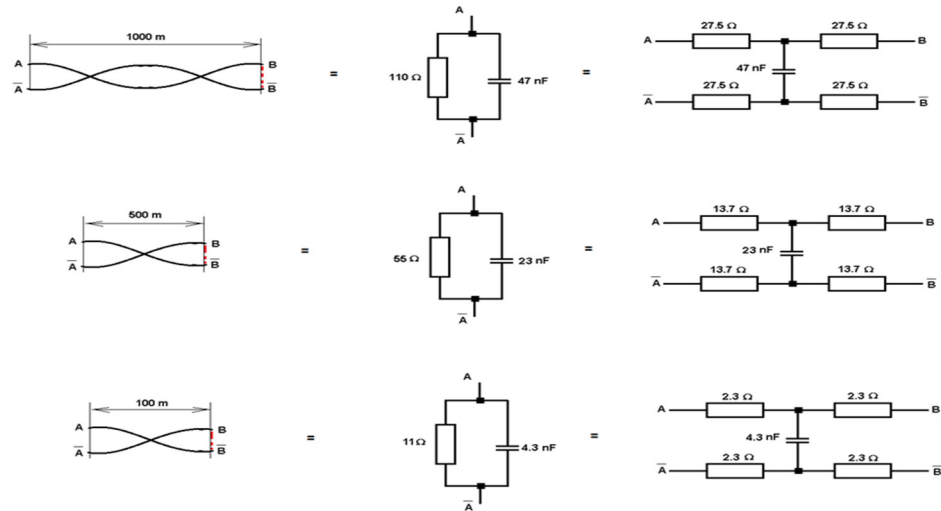 1000 m
A
A̅
B
B̅
=
A
110 Ω
47 nF
A̅
=
27.5 Ω
27.5 Ω
A
B
47 nF
A̅
27.5 Ω
27.5 Ω
B̅
500 m
A
A̅
B
B̅
=
A
55 Ω
23 nF
A̅
=
13.7 Ω
13.7 Ω
A
B
23 nF
A̅
13.7 Ω
13.7 Ω
B̅
100 m
A
A̅
B
B̅
=
A
11 Ω
4.3 nF
A̅
=
2.3 Ω
2.3 Ω
A
B
4.3 nF
A̅
2.3 Ω
2.3 Ω
B̅